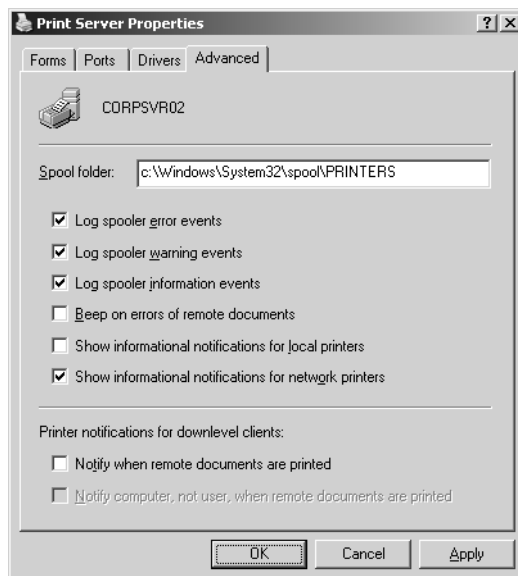 Print Server Properties
Forms Ports Drivers Advanced
CORPSVR02
Spool folder: c:\Windows\System32\spool\PRINTERS
Log spooler error events
Log spooler warning events
Log spooler information events
Beep on errors of remote documents
Show informational notifications for local printers
Show informational notifications for network printers
Printer notifications for downlevel clients:
Notify when remote documents are printed
Notify computer, not user, when remote documents are printed
OK Cancel Apply